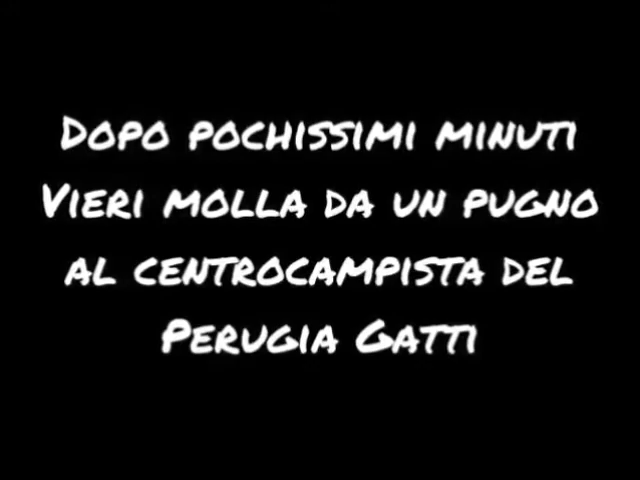 Dopo pochissimi minuti
Vieri molla da un pugno
al centrocampista del
Perugia Gatti